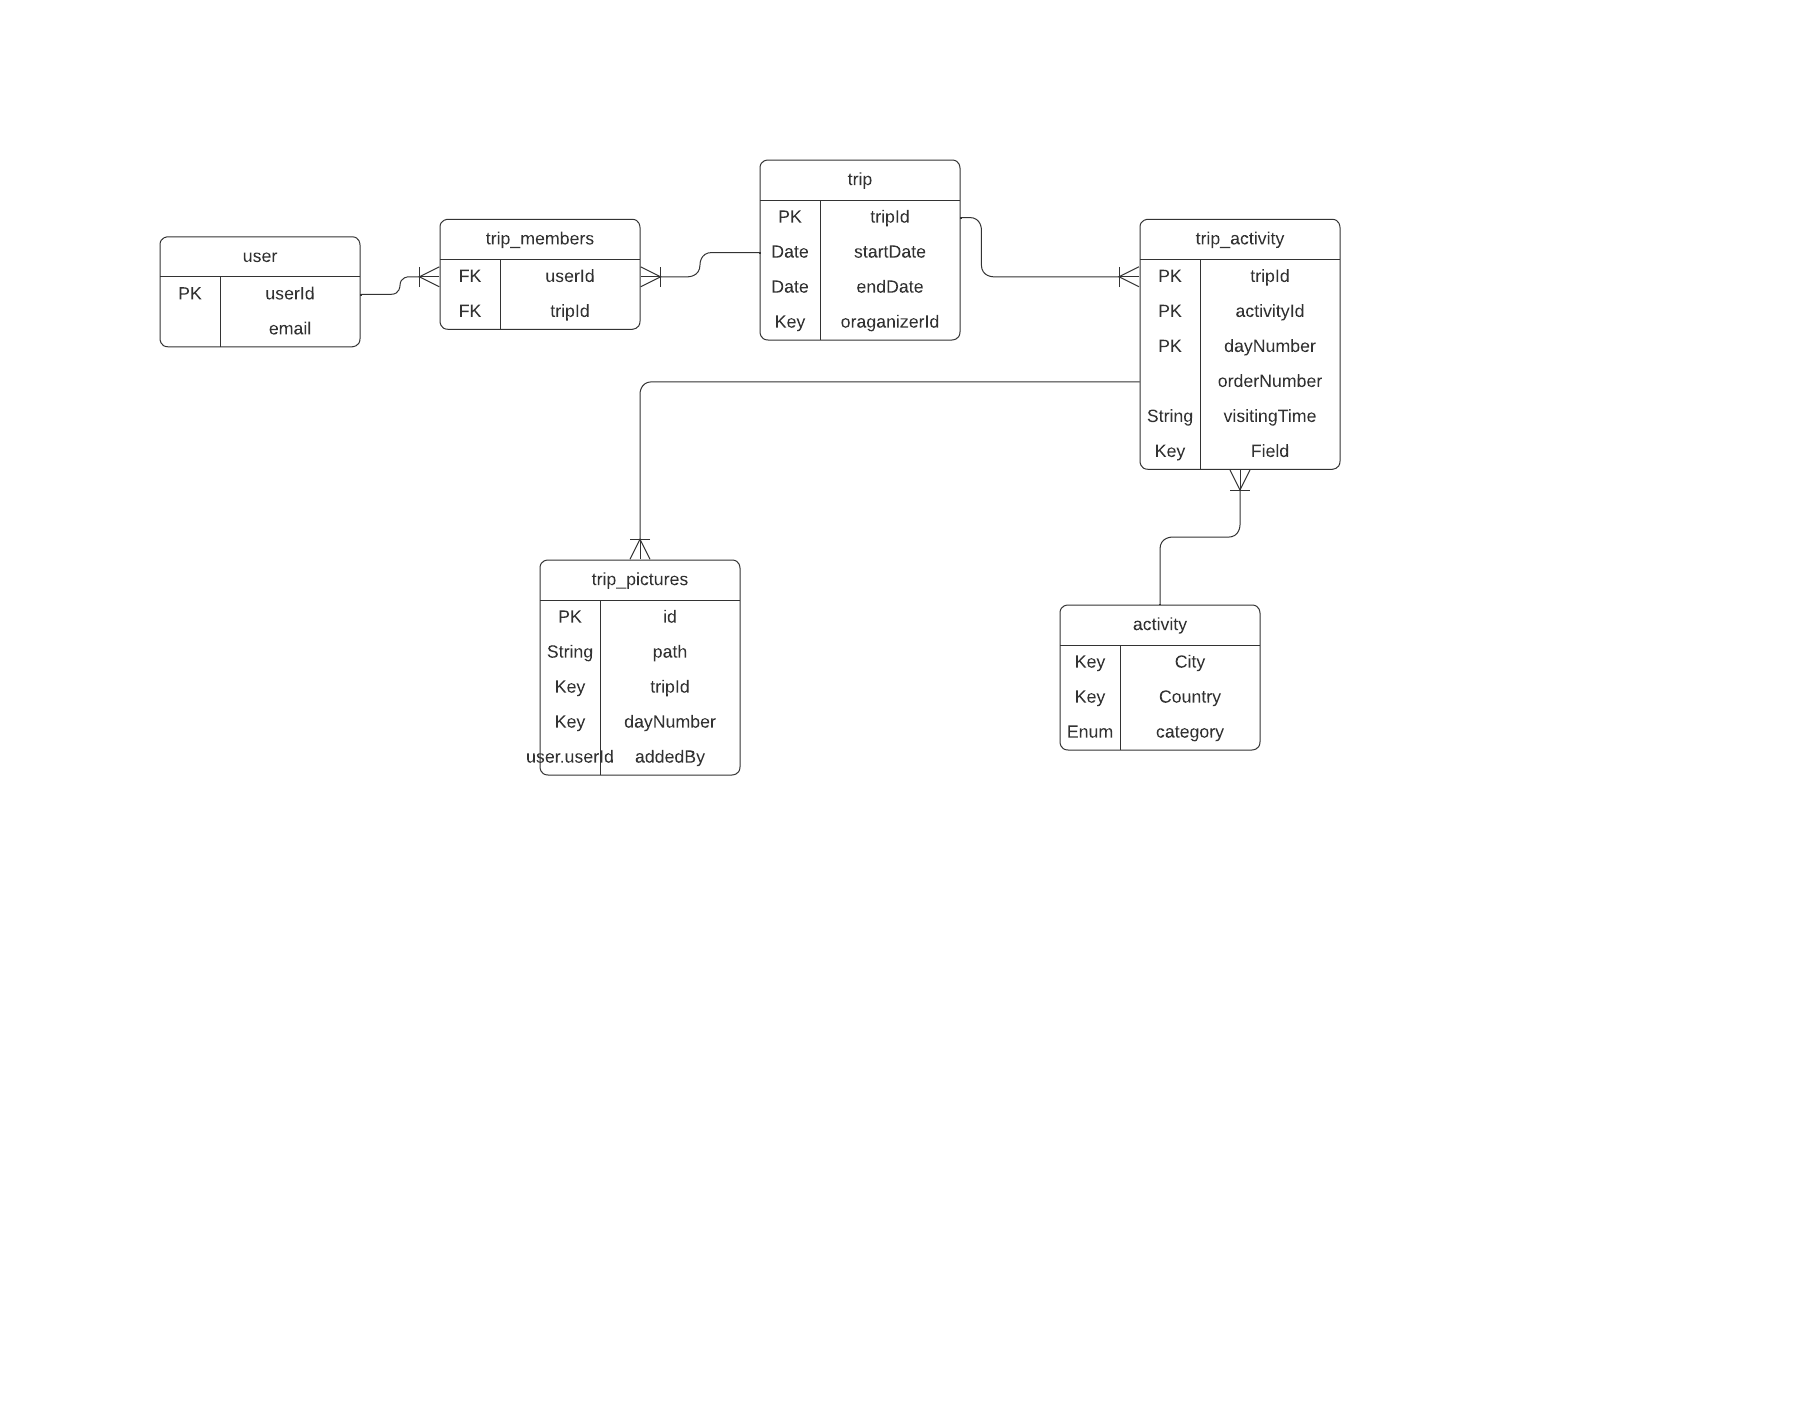 user
PK userId
email
trip_members
FK userId
FK tripId
trip
PK tripId
Date startDate
Date endDate
Key oraganizerId
trip_activity
PK tripId
PK activityId
PK dayNumber
orderNumber
String visitingTime
Key Field
trip_pictures
PK id
String path
Key tripId
Key dayNumber
user.userId addedBy
activity
Key City
Key Country
Enum category